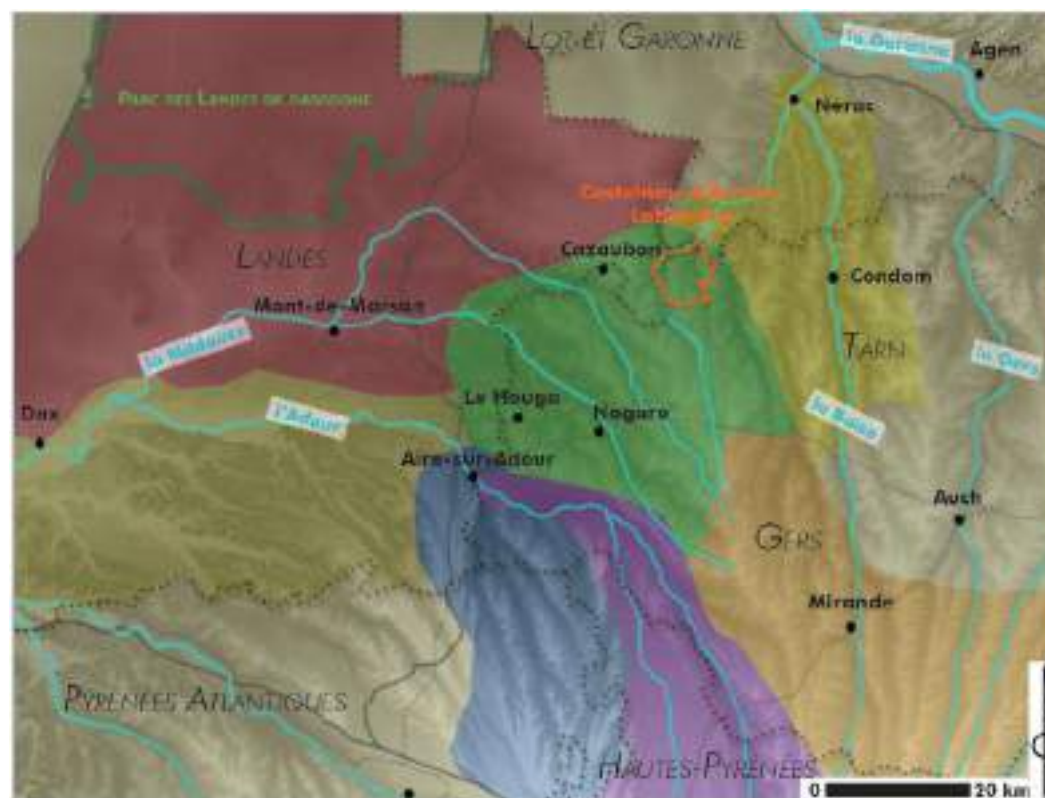 LOT-ET GARONNE
la Garonne
Agen
PARC DES LANDES DE GASCOGNE
Nérac
Cazaubon
LANDES
Condom
Mont-de-Marsan
TARN
la Gers
la Midouze
Le Houga
Dax
l'Adour
Nogaro
la Baïse
Aire-sur-Adour
Auch
GERS
Mirande
PYRÉNÉES ATLANTIQUES
HAUTES-PYRÉNÉES
0 20 km